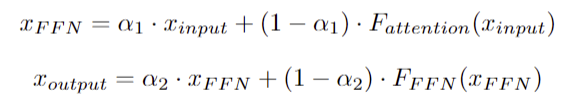 x_{FFN} = α_1 · x_{input} + (1 − α_1) · F_{attention}(x_{input})
x_{output} = α_2 · x_{FFN} + (1 − α_2) · F_{FFN}(x_{FFN})